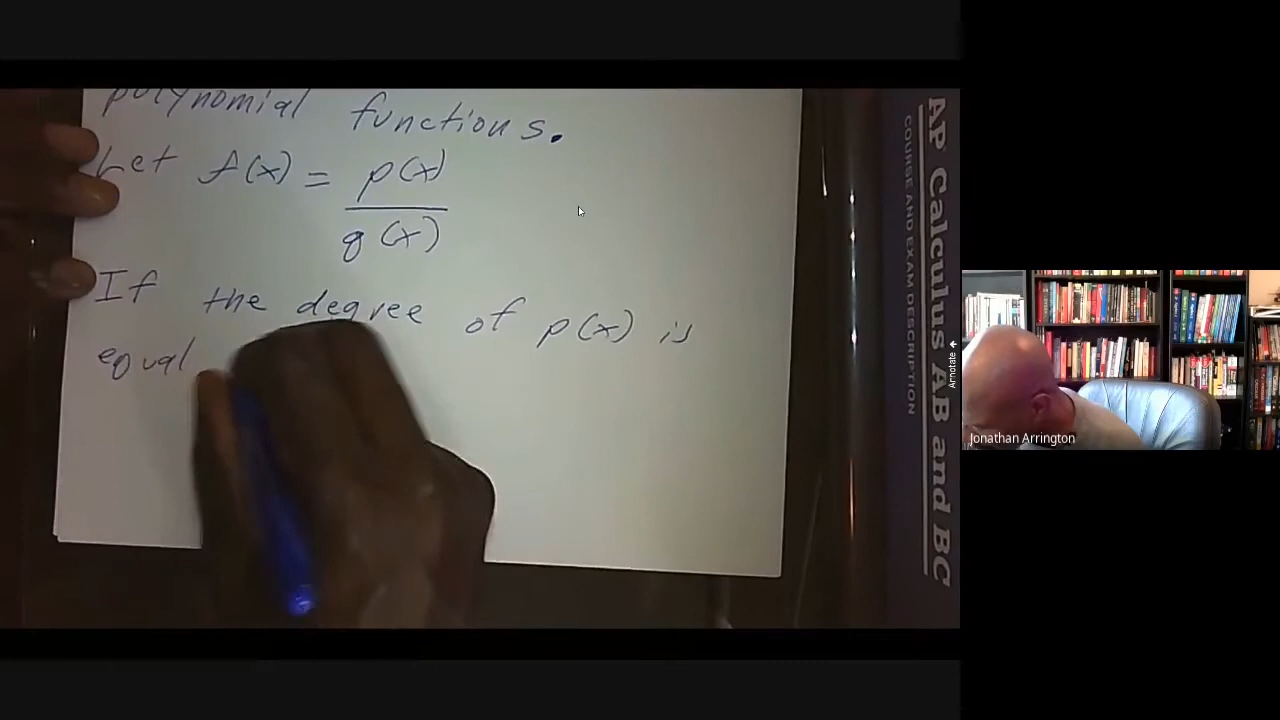 polynomial functions.
Let f(x) = p(x)
q(x)
If the degree of p(x) is
equal
AP Calculus AB and BC
COURSE AND EXAM DESCRIPTION
Annotate
Jonathan Arrington